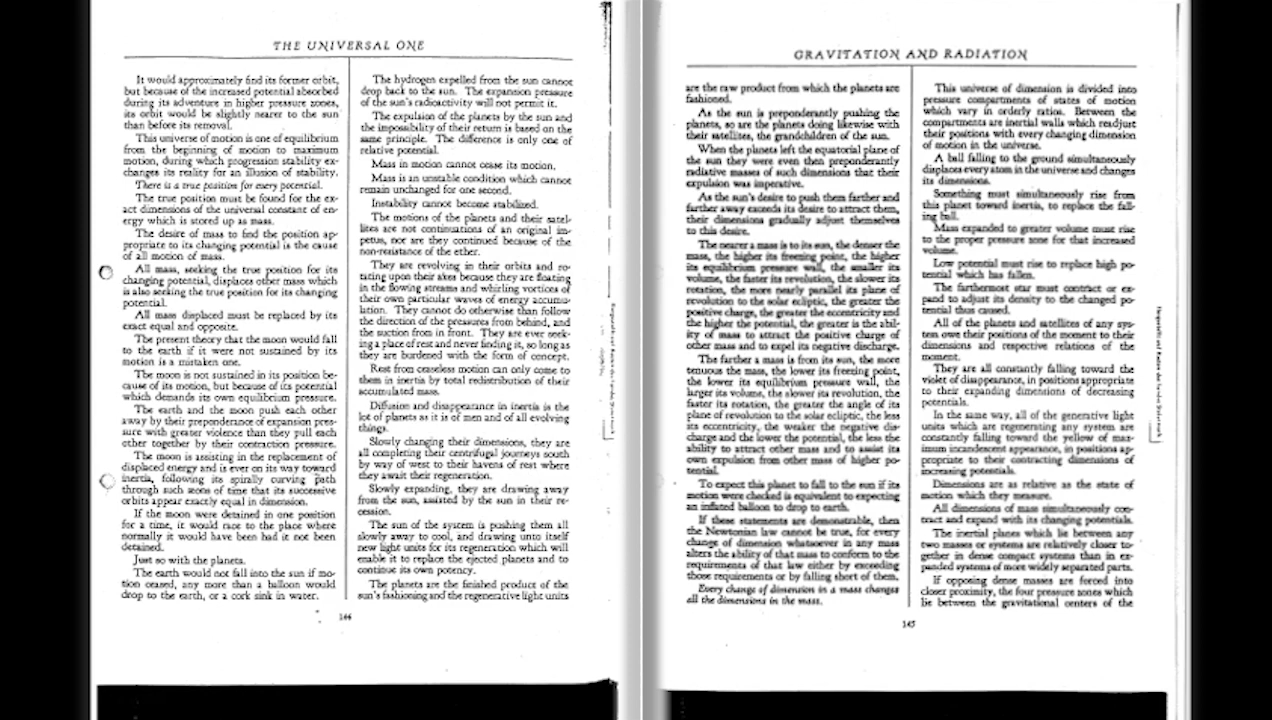 THE UNIVERSAL ONE
It would approximately find its former orbit,
but because of the increased potential absorbed
during its adventure in higher pressure zones,
its orbit would be slightly nearer to the sun
than before its removal.
This universe of motion is one of equilibrium
from the beginning of motion to maximum
motion, during which progression stability ex-
changes its reality for an illusion of stability.
There is a true position for every potential.
The true position must be found for the ex-
act dimensions of the universal constant of en-
ergy which is stored up as mass.
The desire of mass to find the position ap-
propriate to its changing potential is the cause
of all motion of mass.
All mass, seeking the true position for its
changing potential, displaces other mass which
is also seeking the true position for its changing
potential.
All mass displaced must be replaced by its
exact equal and opposite.
The present theory that the moon would fall
to the earth if it were not sustained by its
motion is a mistaken one.
The moon is not sustained in its position be-
cause of its motion, but because of its potential
which demands its own equilibrium pressure.
The earth and the moon push each other
away by their preponderance of expansion pres-
sure with greater violence than they pull each
other together by their contraction pressure.
The moon is assisting in the replacement of
displaced energy and is ever on its way toward
inertia, following its spirally curving path
through such aeons of time that its successive
orbits appear exactly equal in dimension.
If the moon were detained in one position
for a time, it would race to the place where
normally it would have been had it not been
detained.
Just so with the planets.
The earth would not fall into the sun if mo-
tion ceased, any more than a balloon would
drop to the earth, or a cork sink in water.
The hydrogen expelled from the sun cannot
drop back to the sun. The expansion pressure
of the sun's radioactivity will not permit it.
The expulsion of the planets by the sun and
the impossibility of their return is based on the
same principle. The difference is only one of
relative potential.
Mass in motion cannot cease its motion.
Mass is an unstable condition which cannot
remain unchanged for one second.
Instability cannot become stabilized.
The motions of the planets and their satel-
lites are not continuations of an original im-
petus, nor are they continued because of the
non-resistance of the ether.
They are revolving in their orbits and ro-
tating upon their axes because they are floating
in the flowing streams and whirling vortices of
their own particular waves of energy accumu-
lation. They cannot do otherwise than follow
the direction of the pressures from behind, and
the suction from in front. They are ever seek-
ing a place of rest and never finding it, so long as
they are burdened with the form of concept.
Rest from ceaseless motion can only come to
them in inertia by total redistribution of their
accumulated mass.
Diffusion and disappearance in inertia is the
lot of planets as it is of men and of all evolving
things.
Slowly changing their dimensions, they are
all completing their centrifugal journeys south
by way of west to their havens of rest where
they await their regeneration.
Slowly expanding, they are drawing away
from the sun, assisted by the sun in their re-
cession.
The sun of the system is pushing them all
slowly away to cool, and drawing unto itself
new light units for its regeneration which will
enable it to replace the ejected planets and to
continue its own potency.
The planets are the finished product of the
sun's fashioning and the regenerative light units
144
GRAVITATION AND RADIATION
are the raw product from which the planets are
fashioned.
As the sun is preponderantly pushing the
planets, so are the planets doing likewise with
their satellites, the grandchildren of the sun.
When the planets left the equatorial plane of
the sun they were even then preponderantly
radiative masses of such dimensions that their
expulsion was imperative.
As the sun's desire to push them farther and
farther away exceeds its desire to attract them,
their dimensions gradually adjust themselves
to this desire.
The nearer a mass is to its sun, the denser the
mass, the higher its freezing point, the higher
its equilibrium pressure wall, the smaller its
volume, the faster its revolution, the slower its
rotation, the more nearly parallel its plane of
revolution to the solar ecliptic, the greater the
positive charge, the greater the eccentricity and
the higher the potential, the greater is the abil-
ity of mass to attract the positive charge of
other mass and to expel its negative discharge.
The farther a mass is from its sun, the more
tenuous the mass, the lower its freezing point,
the lower its equilibrium pressure wall, the
larger its volume, the slower its revolution, the
faster its rotation, the greater the angle of its
plane of revolution to the solar ecliptic, the less
its eccentricity, the weaker the negative dis-
charge and the lower the potential, the less the
ability to attract other mass and to assist its
own expulsion from other mass of higher po-
tential.
To expect this planet to fall to the sun if its
motion were checked is equivalent to expecting
an inflated balloon to drop to earth.
If these statements are demonstrable, then
the Newtonian law cannot be true, for every
change of dimension whatsoever in any mass
alters the ability of that mass to conform to the
requirements of that law either by exceeding
those requirements or by falling short of them.
Every change of dimension in a mass changes
all the dimensions in the mass.
This universe of dimension is divided into
pressure compartments of states of motion
which vary in orderly ratios. Between the
compartments are inertial walls which readjust
their positions with every changing dimension
of motion in the universe.
A ball falling to the ground simultaneously
displaces every atom in the universe and changes
its dimensions.
Something must simultaneously rise from
this planet toward inertia, to replace the fall-
ing ball.
Mass expanded to greater volume must rise
to the proper pressure zone for that increased
volume.
Low potential must rise to replace high po-
tential which has fallen.
The farthermost star must contract or ex-
pand to adjust its density to the changed po-
tential thus caused.
All of the planets and satellites of any sys-
tem owe their positions of the moment to their
dimensions and respective relations of the
moment.
They are all constantly falling toward the
violet of disappearance, in positions appropriate
to their expanding dimensions of decreasing
potentials.
In the same way, all of the generative light
units which are regenerating any system are
constantly falling toward the yellow of max-
imum incandescent appearance, in positions ap-
propriate to their contracting dimensions of
increasing potentials.
Dimensions are as relative as the state of
motion which they measure.
All dimensions of mass simultaneously con-
tract and expand with its changing potentials.
The inertial planes which lie between any
two masses or systems are relatively closer to-
gether in dense compact systems than in ex-
panded systems of more widely separated parts.
If opposing dense masses are forced into
closer proximity, the four pressure zones which
lie between the gravitational centers of the
145